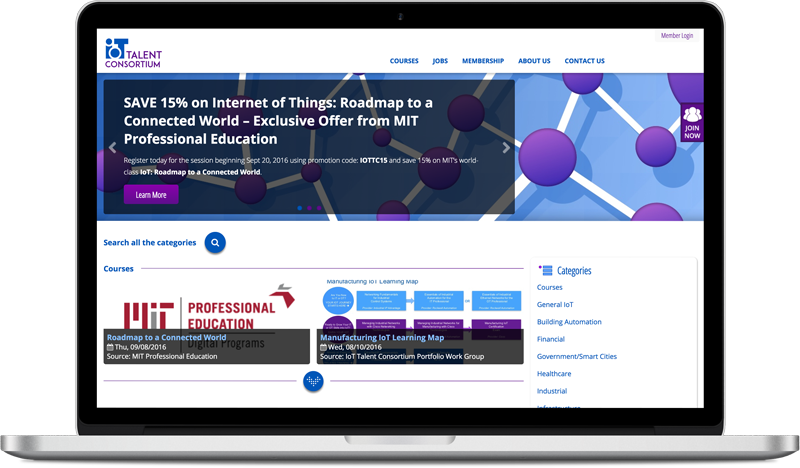 Member Login
IoT TALENT
CONSORTIUM
COURSES JOBS MEMBERSHIP ABOUT US CONTACT US
SAVE 15% on Internet of Things: Roadmap to a
Connected World – Exclusive Offer from MIT
Professional Education
Register today for the session beginning Sept 20, 2016 using promotion code: IOTTC15 and save 15% on MIT's world-
class IoT: Roadmap to a Connected World.
Learn More
JOIN
NOW
Search all the categories
Courses
MIT PROFESSIONAL
EDUCATION
Digital Programs
Roadmap to a Connected World
Thu, 09/08/2016
Source: MIT Professional Education
Manufacturing IoT Learning Map
Manufacturing IoT Learning Map
Wed, 08/10/2016
Source: IoT Talent Consortium Portfolio Work Group
Categories
Courses
General IoT
Building Automation
Financial
Government/Smart Cities
Healthcare
Industrial
Infrastructure